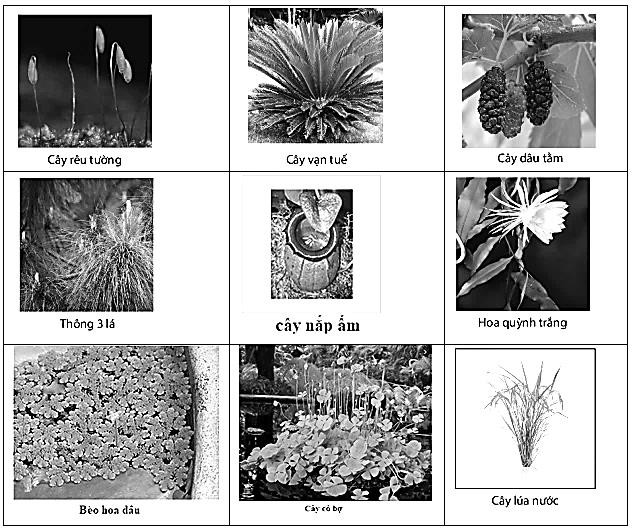 Cây rêu tường
Cây vạn tuế
Cây dâu tằm
Thông 3 lá
cây nắp ấm
Hoa quỳnh trắng
Bèo hoa dâu
Cây cỏ bợ
Cây lúa nước